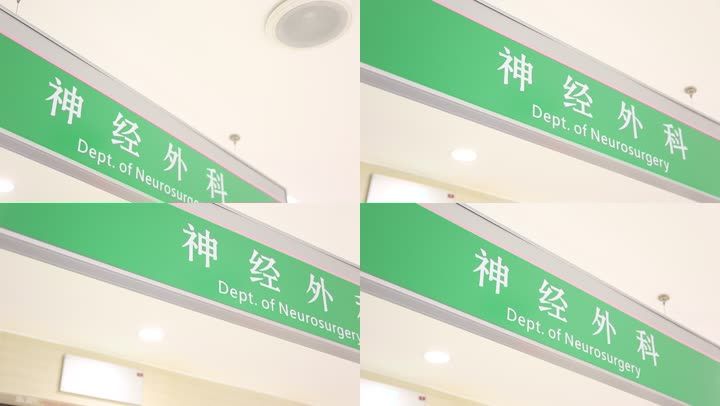 神经外科
Dept. of Neurosurge
神经外科
Dept. of Neurosurgery
神经外
Dept. of Neurosurgery
神经外科
Dept. of Neurosurgery